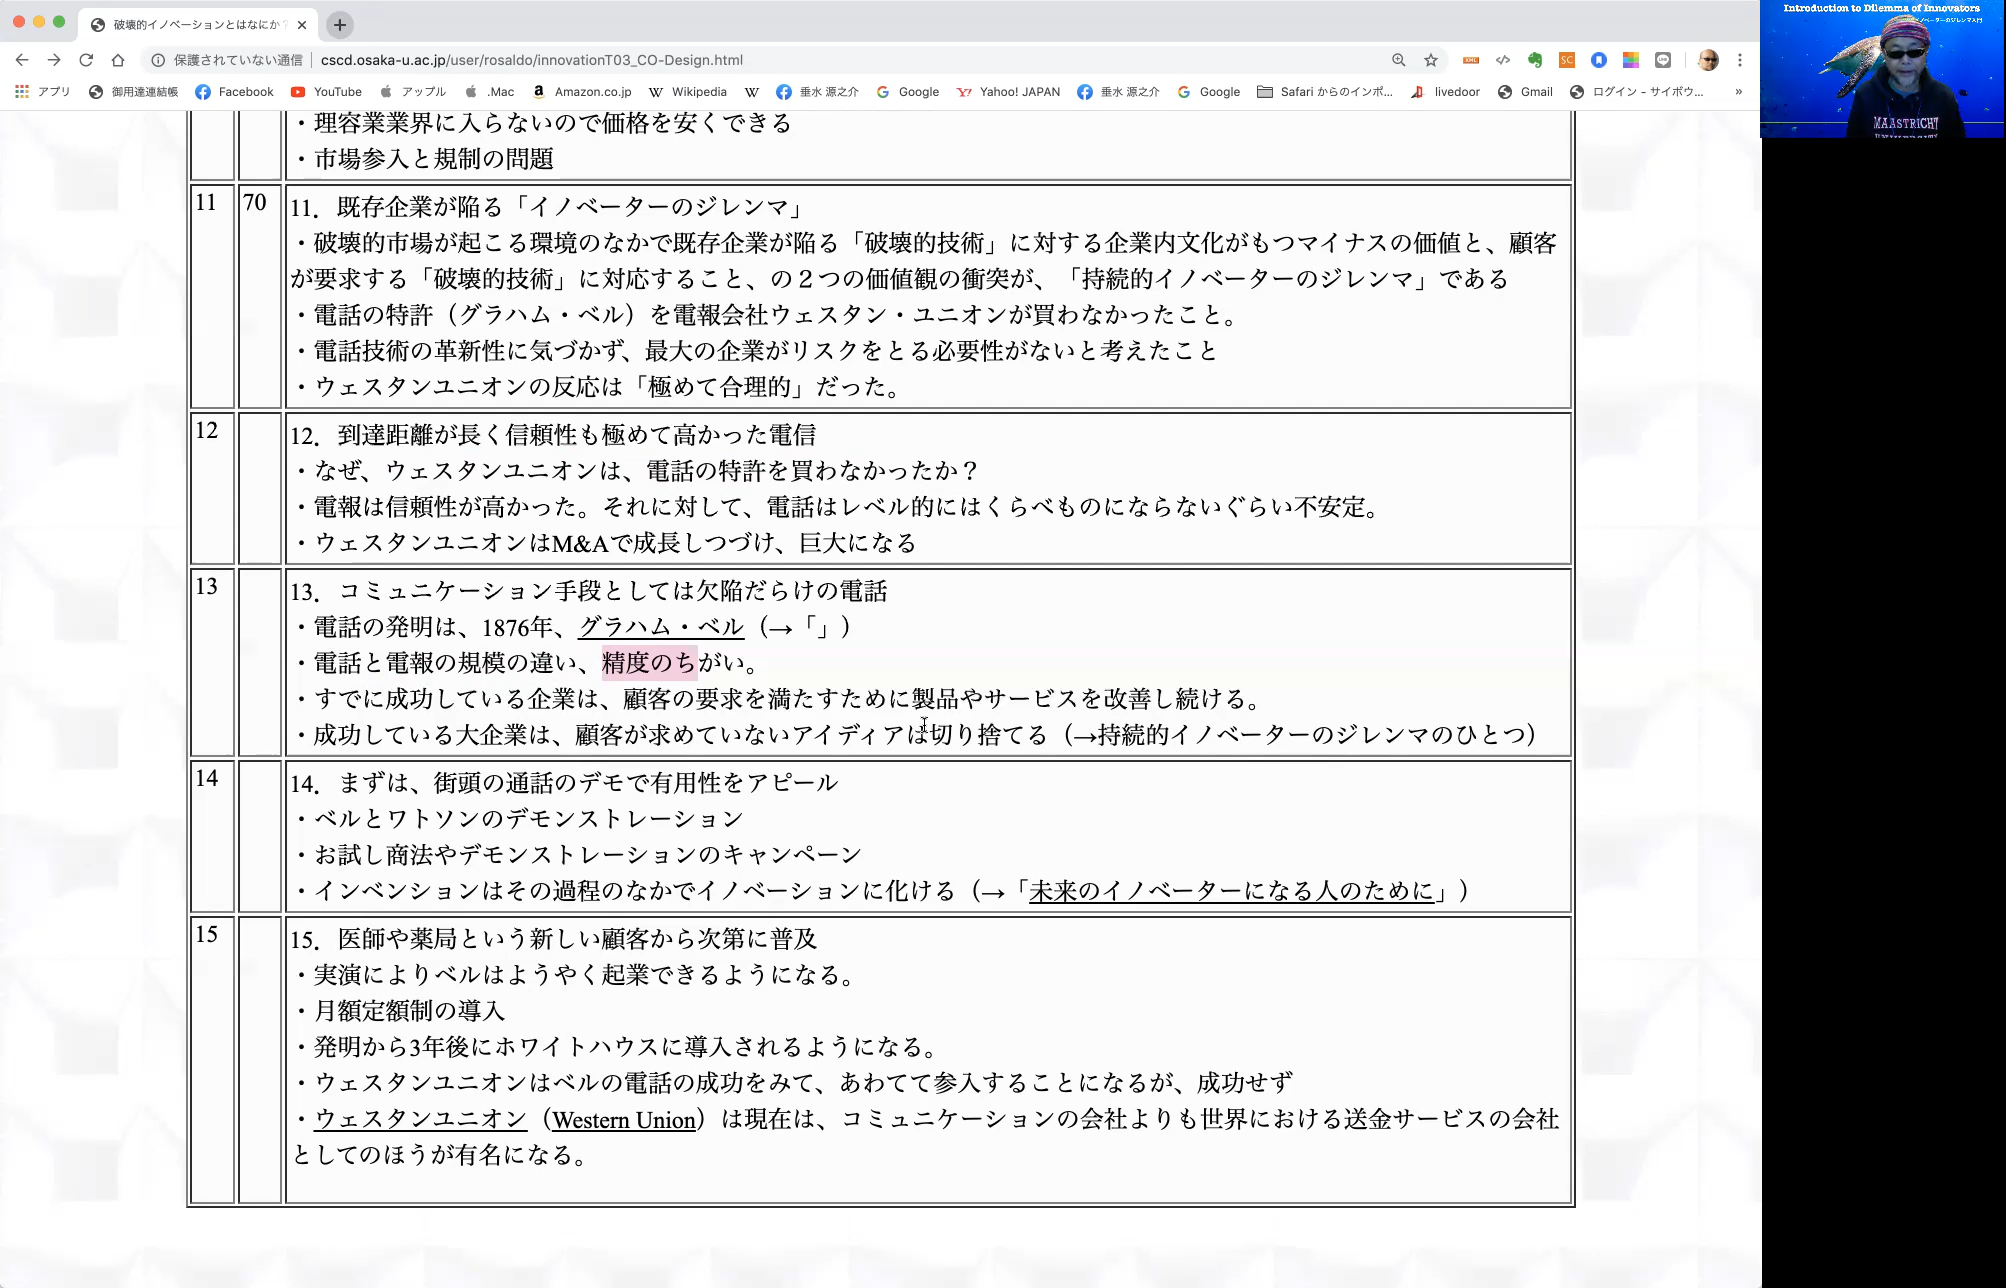 破壊的イノベーションとはなにか？
保護されていない通信 | cscd.osaka-u.ac.jp/user/rosaldo/innovationT03_CO-Design.html
アプリ 御用達連結帳 Facebook YouTube アップル .Mac Amazon.co.jp Wikipedia 垂水 源之介 Google Yahoo! JAPAN 垂水 源之介 Google Safari からのインポ... livedoor Gmail ログイン - サイボウ... »
Introduction to Dilemma of Innovators
イノベーターのジレンマ入門
MAASTRICHT
UNIVERSITY
・理容業業界に入らないので価格を安くできる
・市場参入と規制の問題
11 70 11．既存企業が陥る「イノベーターのジレンマ」
・破壊的市場が起こる環境のなかで既存企業が陥る「破壊的技術」に対する企業内文化がもつマイナスの価値と、顧客
が要求する「破壊的技術」に対応すること、の２つの価値観の衝突が、「持続的イノベーターのジレンマ」である
・電話の特許（グラハム・ベル）を電報会社ウェスタン・ユニオンが買わなかったこと。
・電話技術の革新性に気づかず、最大の企業がリスクをとる必要性がないと考えたこと
・ウェスタンユニオンの反応は「極めて合理的」だった。
12 12．到達距離が長く信頼性も極めて高かった電信
・なぜ、ウェスタンユニオンは、電話の特許を買わなかったか？
・電報は信頼性が高かった。それに対して、電話はレベル的にはくらべものにならないぐらい不安定。
・ウェスタンユニオンはM&Aで成長しつづけ、巨大になる
13 13．コミュニケーション手段としては欠陥だらけの電話
・電話の発明は、1876年、グラハム・ベル（→「」）
・電話と電報の規模の違い、精度のちがい。
・すでに成功している企業は、顧客の要求を満たすために製品やサービスを改善し続ける。
・成功している大企業は、顧客が求めていないアイディアは切り捨てる（→持続的イノベーターのジレンマのひとつ）
14 14．まずは、街頭の通話のデモで有用性をアピール
・ベルとワトソンのデモンストレーション
・お試し商法やデモンストレーションのキャンペーン
・インベンションはその過程のなかでイノベーションに化ける（→「未来のイノベーターになる人のために」）
15 15．医師や薬局という新しい顧客から次第に普及
・実演によりベルはようやく起業できるようになる。
・月額定額制の導入
・発明から3年後にホワイトハウスに導入されるようになる。
・ウェスタンユニオンはベルの電話の成功をみて、あわてて参入することになるが、成功せず
・ウェスタンユニオン（Western Union）は現在は、コミュニケーションの会社よりも世界における送金サービスの会社
としてのほうが有名になる。